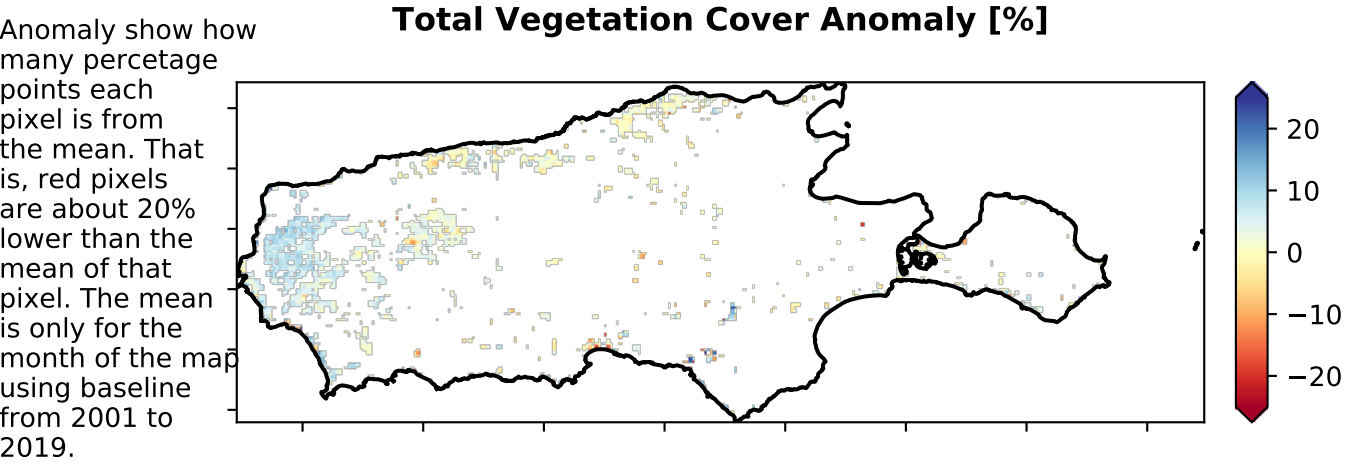 Total Vegetation Cover Anomaly [%]
Anomaly show how
many percetage
points each
pixel is from
the mean. That
is, red pixels
are about 20%
lower than the
mean of that
pixel. The mean
is only for the
month of the map
using baseline
from 2001 to
2019.
20
10
0
−10
−20